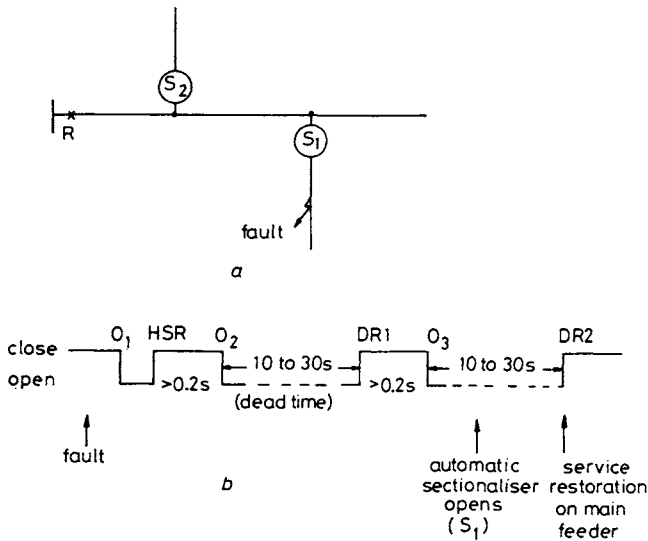 S₂
R
S₁
fault
a
O₁ HSR O₂ DR1 O₃ DR2
close
10 to 30s 10 to 30s
open
>0.2s (dead time) >0.2s
fault
automatic
sectionaliser
opens
(S₁)
service
restoration
on main
feeder
b